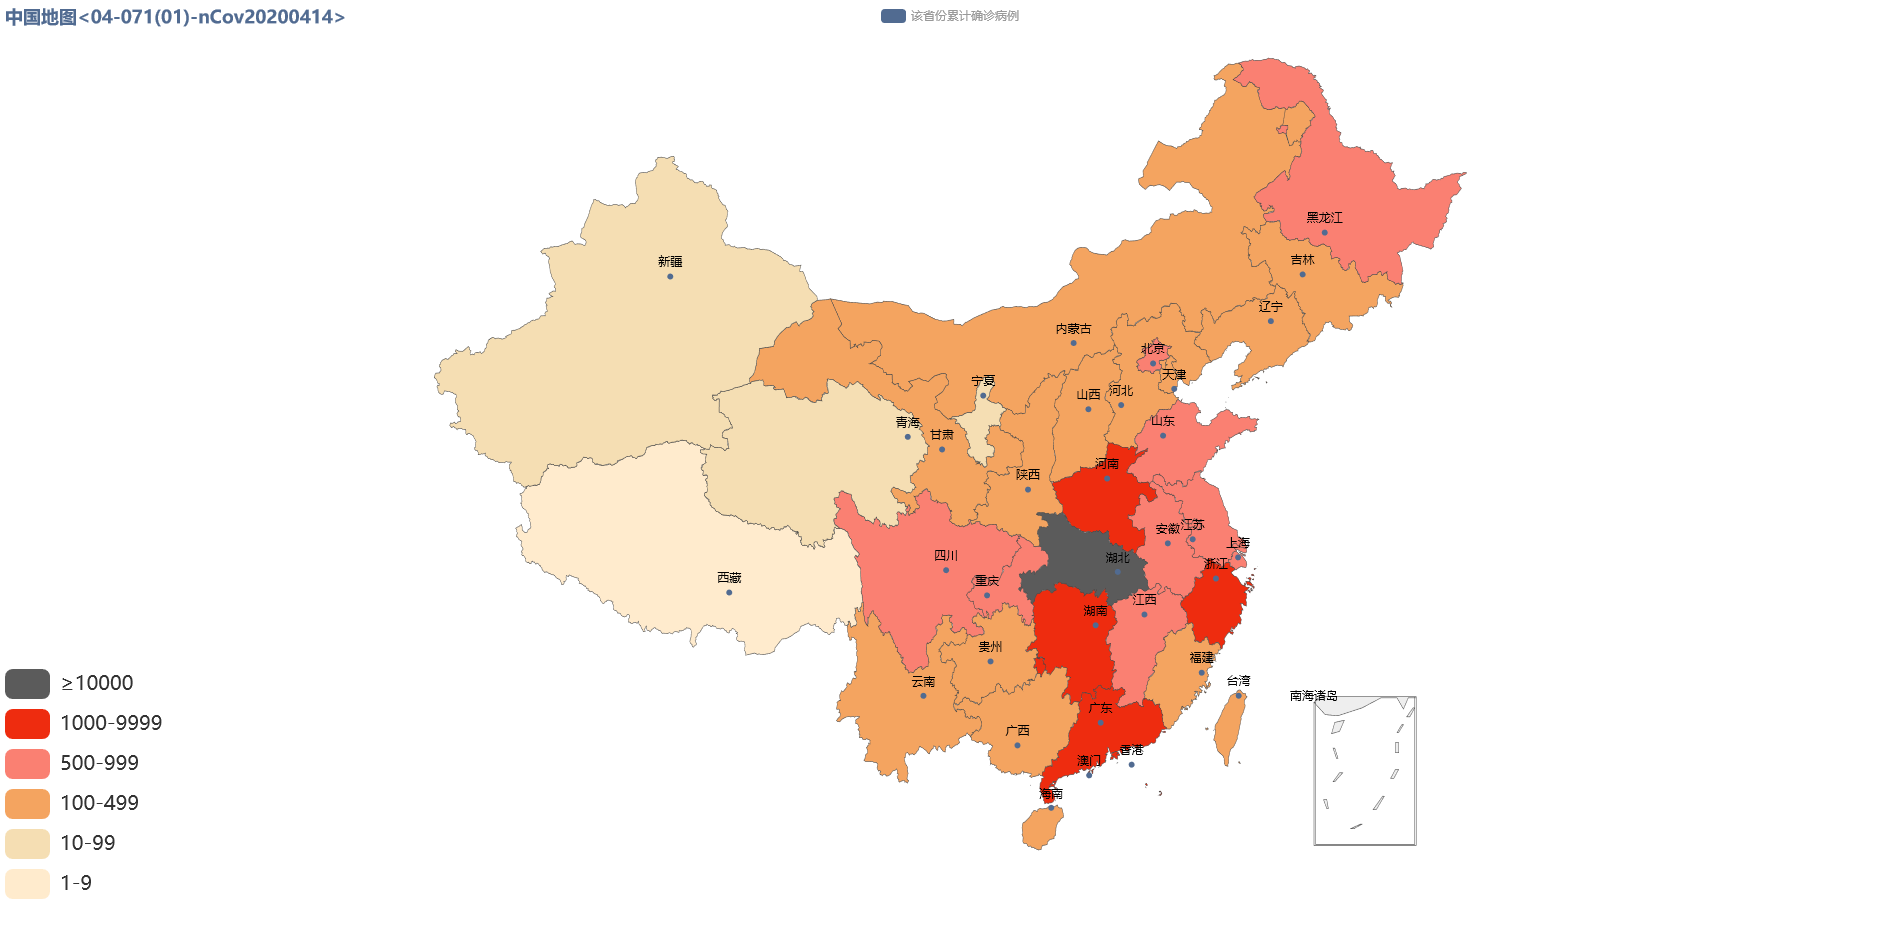 中国地图<04-071(01)-nCov20200414>
该省份累计确诊病例
黑龙江
吉林
新疆
辽宁
内蒙古
北京
天津
宁夏
河北
山西
山东
青海
甘肃
河南
陕西
江苏
安徽
上海
四川
湖北
浙江
西藏
重庆
江西
湖南
贵州
福建
云南
台湾
南海诸岛
广东
广西
香港
澳门
海南
≥10000
1000-9999
500-999
100-499
10-99
1-9